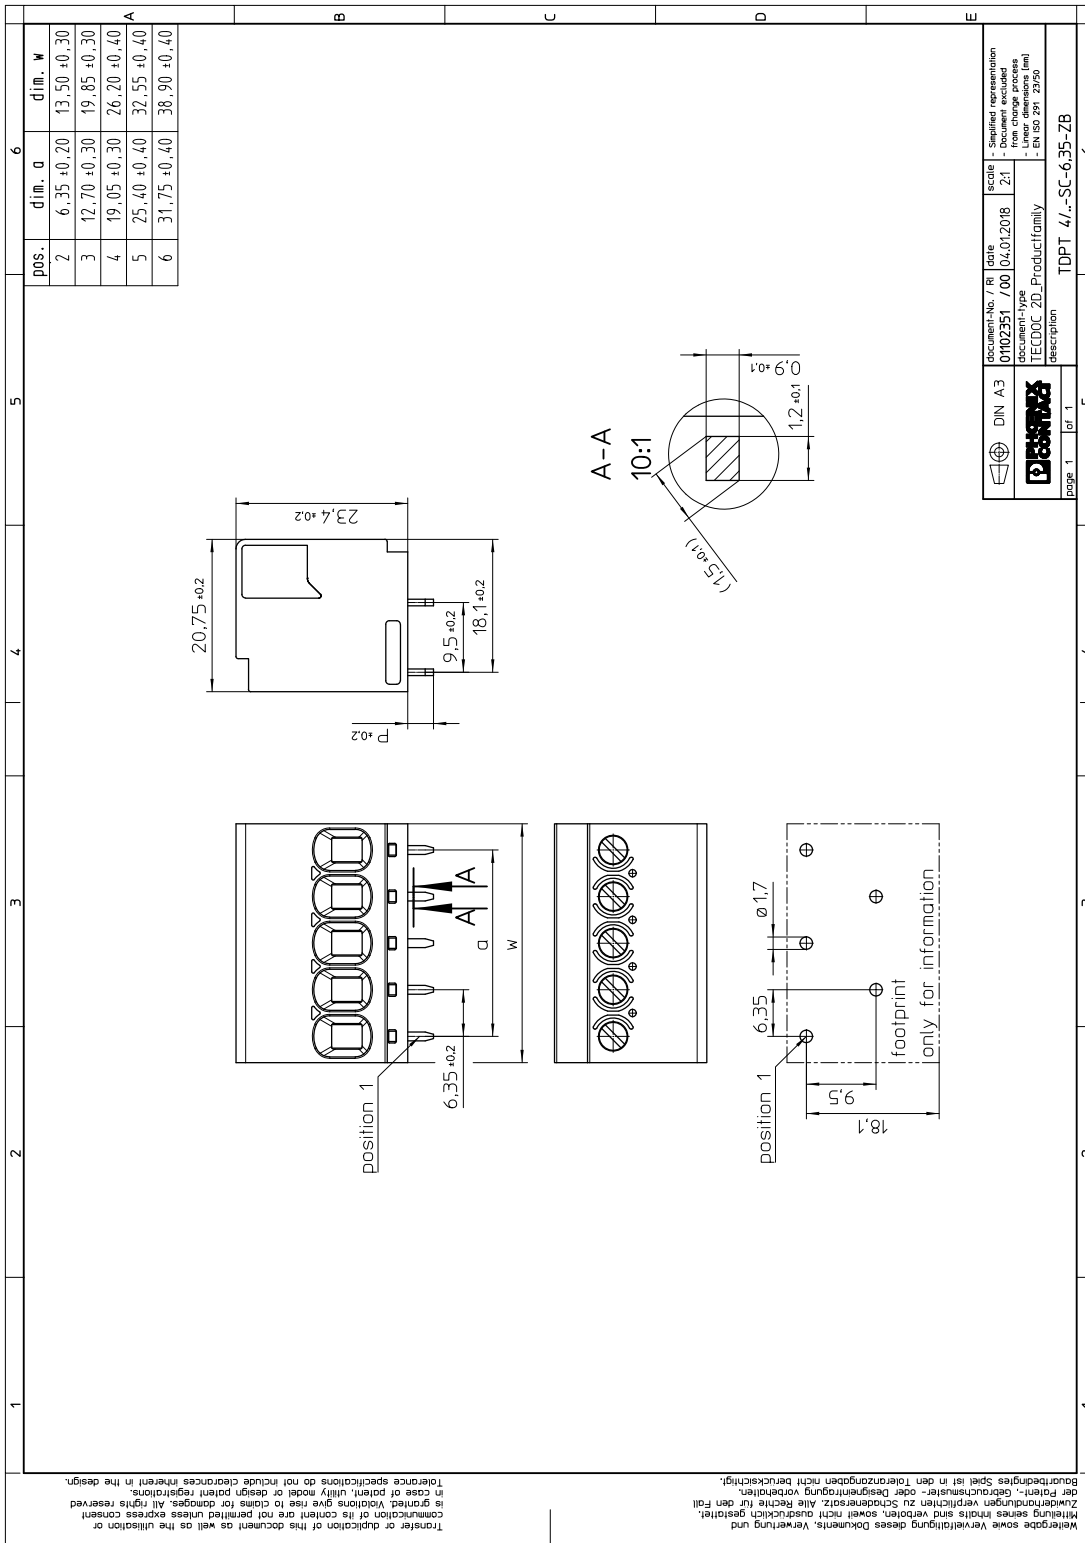 1
2
3
4
5
6
A
B
C
D
E
pos. dim. a dim. w
2 6,35 ±0,20 13,50 ±0,30
3 12,70 ±0,30 19,85 ±0,30
4 19,05 ±0,30 26,20 ±0,40
5 25,40 ±0,40 32,55 ±0,40
6 31,75 ±0,40 38,90 ±0,40
position 1
6,35 ±0,2
a
w
A
A
P ±0,2
20,75 ±0,2
23,4 ±0,2
9,5 ±0,2
18,1 ±0,2
A-A
10:1
(1,5 ±0,1)
0,9 ±0,1
1,2 ±0,1
position 1
6,35
ø1,7
9,5
18,1
footprint
only for information
DIN A3
PHOENIX
CONTACT
page 1 of 1
document-No. / RI
01102351 / 00
date
04.01.2018
scale
2:1
- Simplified representation
- Document excluded
from change process
- Linear dimensions [mm]
- EN ISO 291 23/50
document-type
TECDOC 2D_Productfamily
description
TDPT 4/..-SC-6,35-ZB
Transfer or duplication of this document as well as the utilisation or
communication of its content are not permitted unless express consent
is granted. Violations give rise to claims for damages. All rights reserved
in case of patent, utility model or design patent registrations.
Tolerance specifications do not include clearances inherent in the design.
Weitergabe sowie Vervielfältigung dieses Dokuments, Verwertung und
Mitteilung seines Inhalts sind verboten, soweit nicht ausdrücklich gestattet.
Zuwiderhandlungen verpflichten zu Schadenersatz. Alle Rechte für den Fall
der Patent-, Gebrauchsmuster- oder Designeintragung vorbehalten.
Bauartbedingtes Spiel ist in den Toleranzangaben nicht berücksichtigt.